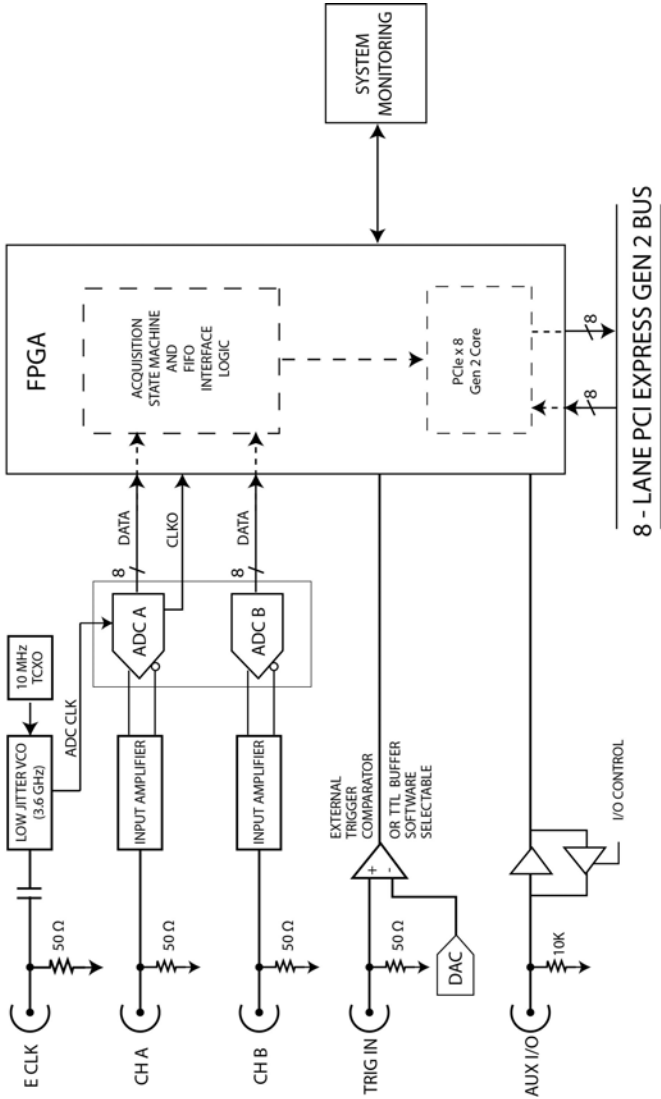 E CLK
50 Ω
LOW JITTER VCO
(3.6 GHz)
10 MHz
TCXO
ADC CLK
CH A
50 Ω
INPUT AMPLIFIER
ADC A
8
DATA
CLKO
CH B
50 Ω
INPUT AMPLIFIER
ADC B
8
DATA
FPGA
ACQUISITION
STATE MACHINE
AND
FIFO
INTERFACE
LOGIC
PCIe x 8
Gen 2 Core
SYSTEM
MONITORING
TRIG IN
50 Ω
DAC
+
-
EXTERNAL
TRIGGER
COMPARATOR
OR TTL BUFFER
SOFTWARE
SELECTABLE
AUX I/O
10K
I/O CONTROL
8
8
8 - LANE PCI EXPRESS GEN 2 BUS